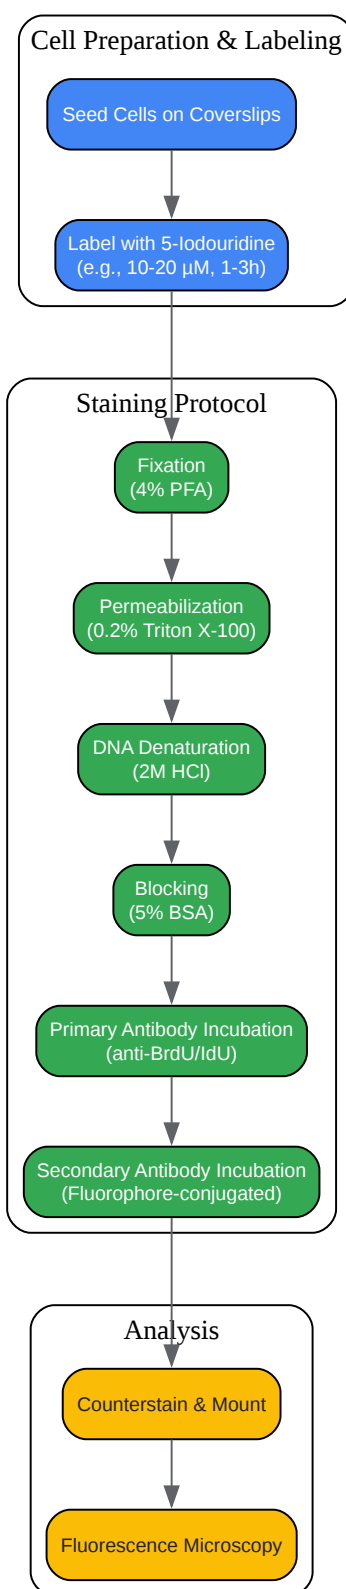 Cell Preparation & Labeling
Seed Cells on Coverslips
Label with 5-Iodouridine
(e.g., 10-20 µM, 1-3h)
Staining Protocol
Fixation
(4% PFA)
Permeabilization
(0.2% Triton X-100)
DNA Denaturation
(2M HCl)
Blocking
(5% BSA)
Primary Antibody Incubation
(anti-BrdU/IdU)
Secondary Antibody Incubation
(Fluorophore-conjugated)
Analysis
Counterstain & Mount
Fluorescence Microscopy